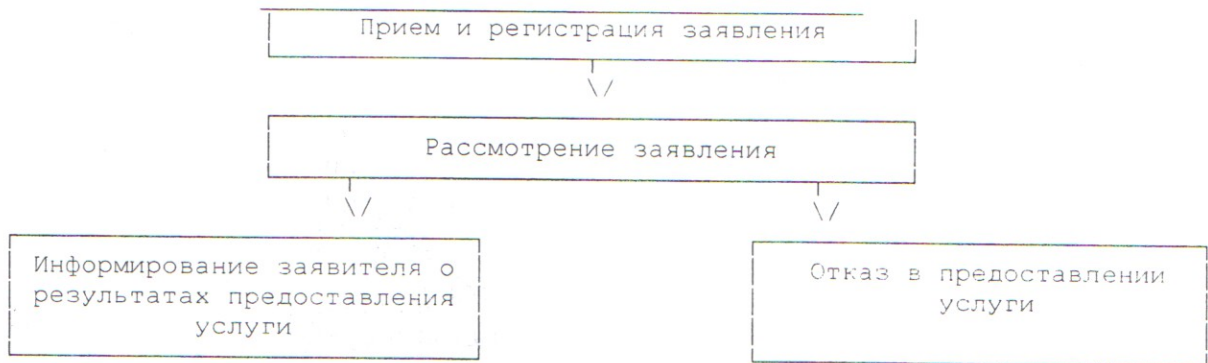 Прием и регистрация заявления
Рассмотрение заявления
Информирование заявителя о
результатах предоставления
услуги
Отказ в предоставлении
услуги